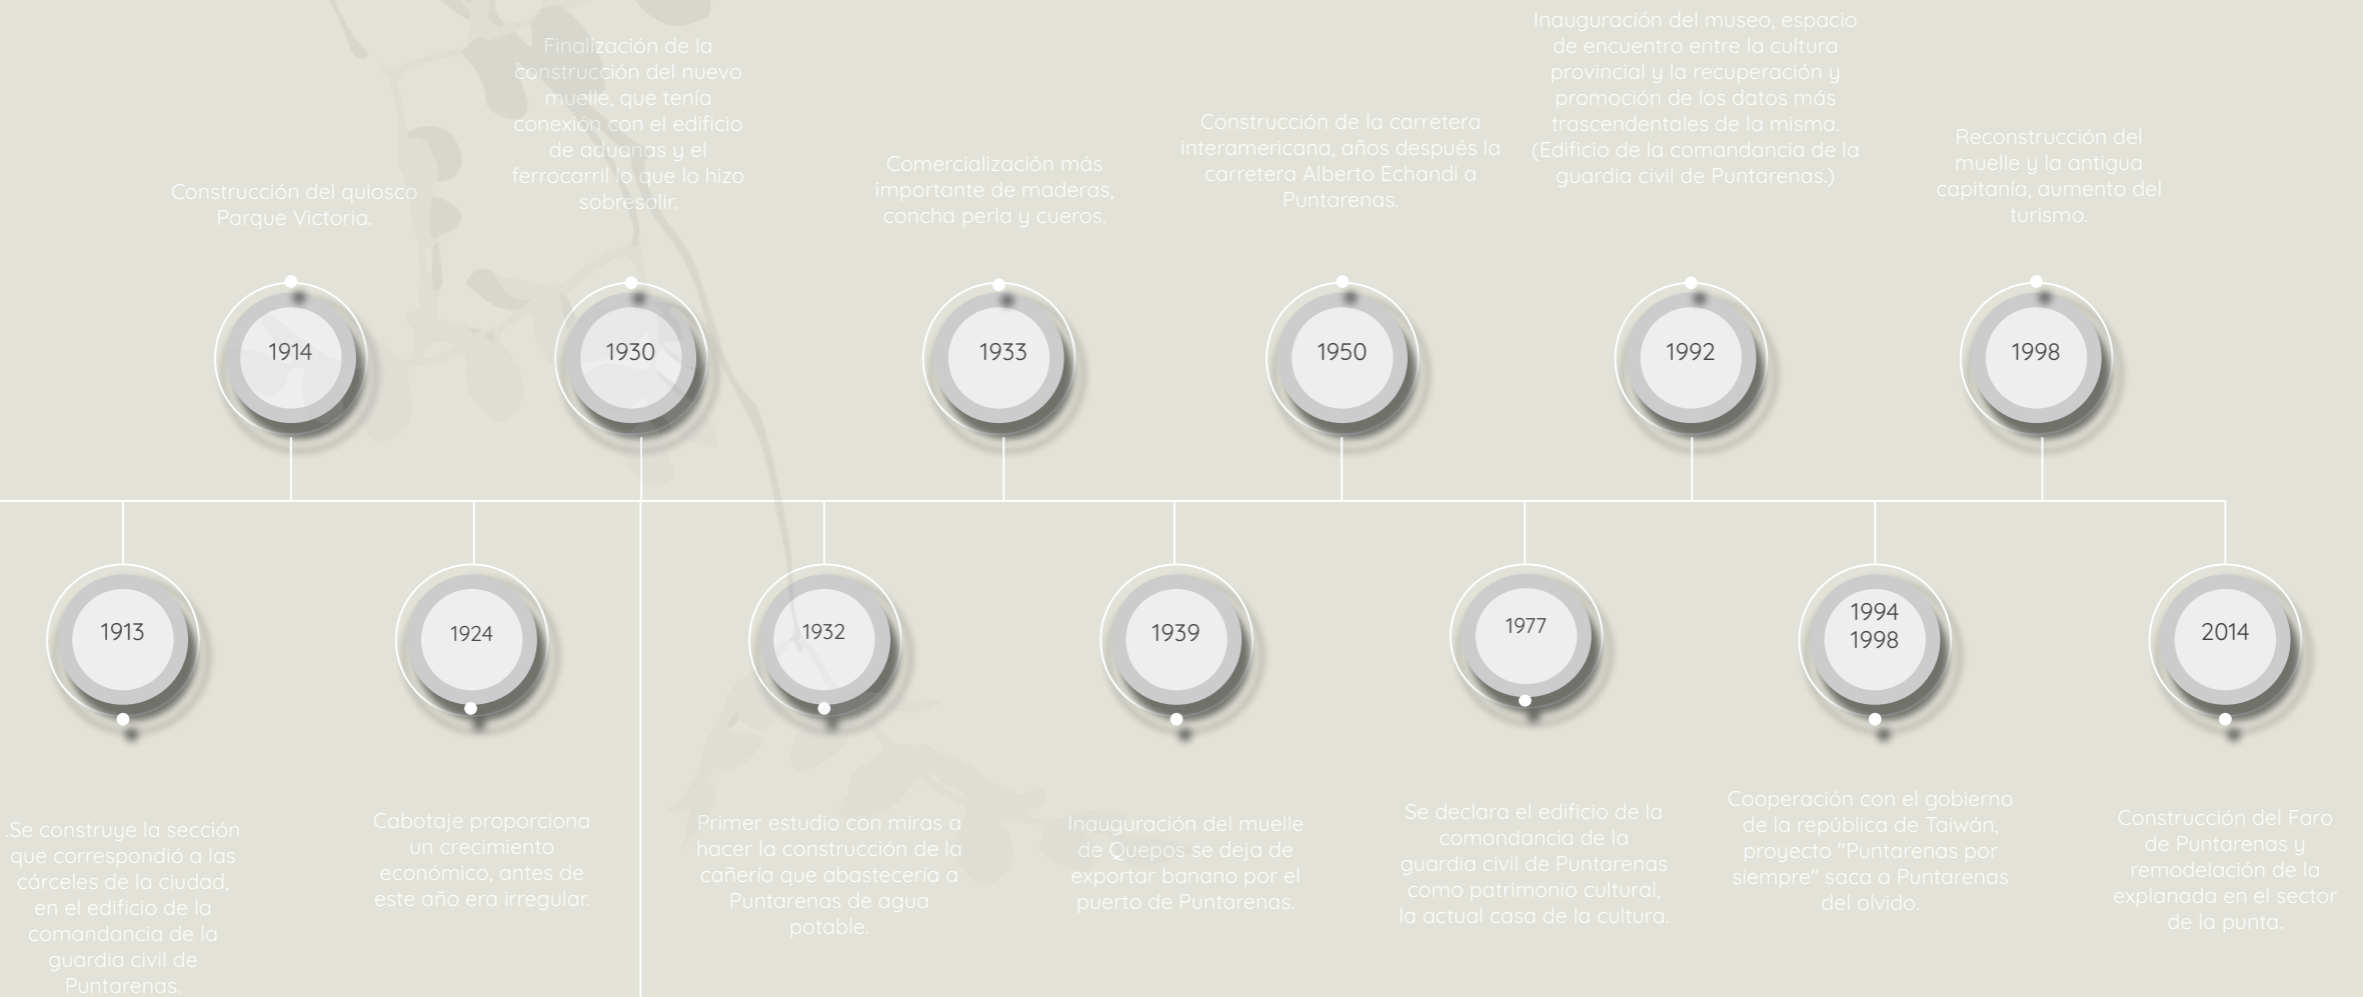 Construcción del quiosco
Parque Victoria.
1914
Finalización de la
construcción del nuevo
muelle, que tenía
conexión con el edificio
de aduanas y el
ferrocarril lo que lo hizo
sobresalir.
1930
Comercialización más
importante de maderas,
concha perla y cueros.
1933
Construcción de la carretera
interamericana, años después la
carretera Alberto Echandi a
Puntarenas.
1950
Inauguración del museo, espacio
de encuentro entre la cultura
provincial y la recuperación y
promoción de los datos más
trascendentales de la misma.
(Edificio de la comandancia de la
guardia civil de Puntarenas.)
1992
Reconstrucción del
muelle y la antigua
capitanía, aumento del
turismo.
1998
1913
.Se construye la sección
que correspondió a las
cárceles de la ciudad,
en el edificio de la
comandancia de la
guardia civil de
Puntarenas.
1924
Cabotaje proporciona
un crecimiento
económico, antes de
este año era irregular.
1932
Primer estudio con miras a
hacer la construcción de la
cañería que abastecería a
Puntarenas de agua
potable.
1939
Inauguración del muelle
de Quepos se deja de
exportar banano por el
puerto de Puntarenas.
1977
Se declara el edificio de la
comandancia de la
guardia civil de Puntarenas
como patrimonio cultural,
la actual casa de la cultura.
1994
1998
Cooperación con el gobierno
de la república de Taiwán,
proyecto "Puntarenas por
siempre" saca a Puntarenas
del olvido.
2014
Construcción del Faro
de Puntarenas y
remodelación de la
explanada en el sector
de la punta.